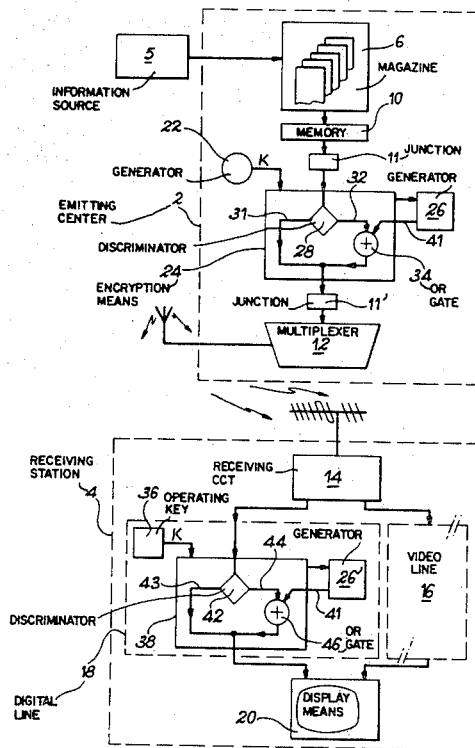 5
INFORMATION
SOURCE
6
MAGAZINE
MEMORY
10
22
11 JUNCTION
GENERATOR
K
32
GENERATOR
EMITTING
CENTER
2
31
26
DISCRIMINATOR
28
41
24
34 OR
GATE
ENCRYPTION
MEANS
JUNCTION
11'
MULTIPLEXER
12
RECEIVING
STATION
4
RECEIVING
CCT
14
36 OPERATING
KEY
K
GENERATOR
44
43
26'
VIDEO
LINE
16
DISCRIMINATOR
42
41
38
46 OR
GATE
18
DIGITAL
LINE
20
DISPLAY
MEANS